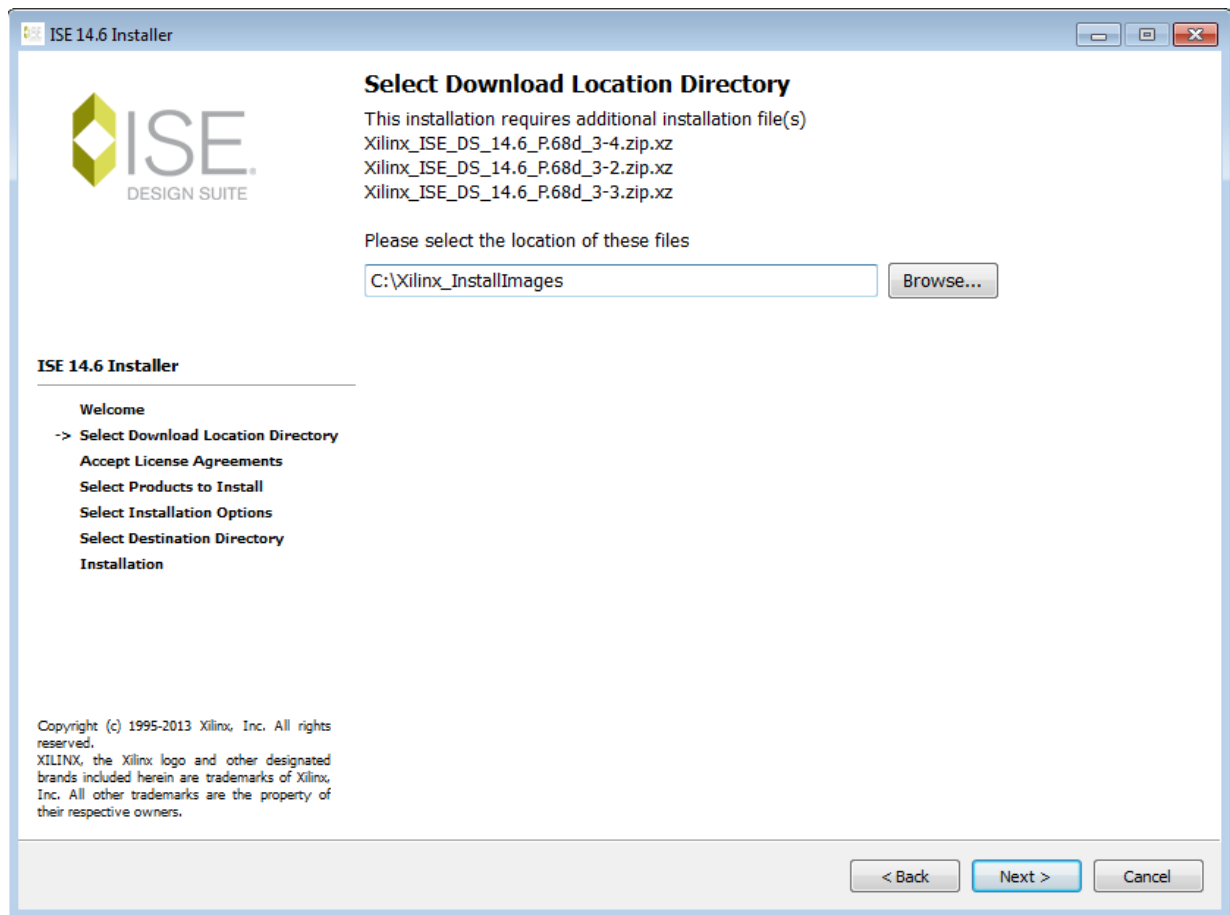 ISE 14.6 Installer
ISE.
DESIGN SUITE
Select Download Location Directory
This installation requires additional installation file(s)
Xilinx_ISE_DS_14.6_P.68d_3-4.zip.xz
Xilinx_ISE_DS_14.6_P.68d_3-2.zip.xz
Xilinx_ISE_DS_14.6_P.68d_3-3.zip.xz
Please select the location of these files
C:\Xilinx_InstallImages
Browse...
ISE 14.6 Installer
Welcome
-> Select Download Location Directory
Accept License Agreements
Select Products to Install
Select Installation Options
Select Destination Directory
Installation
Copyright (c) 1995-2013 Xilinx, Inc. All rights
reserved.
XILINX, the Xilinx logo and other designated
brands included herein are trademarks of Xilinx,
Inc. All other trademarks are the property of
their respective owners.
< Back
Next >
Cancel